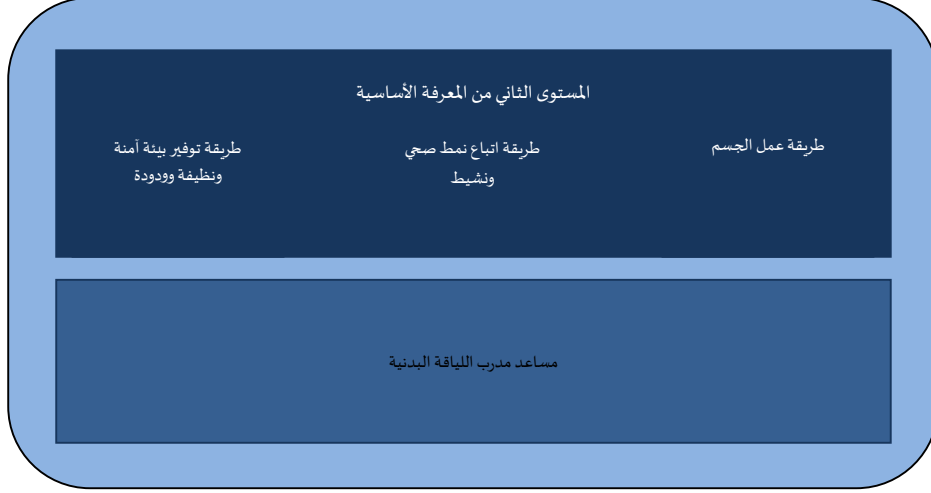 المستوى الثاني من المعرفة الأساسية
طريقة عمل الجسم
طريقة اتباع نمط صحي
ونشيط
طريقة توفير بيئة آمنة
ونظيفة وودودة
مساعد مدرب اللياقة البدنية